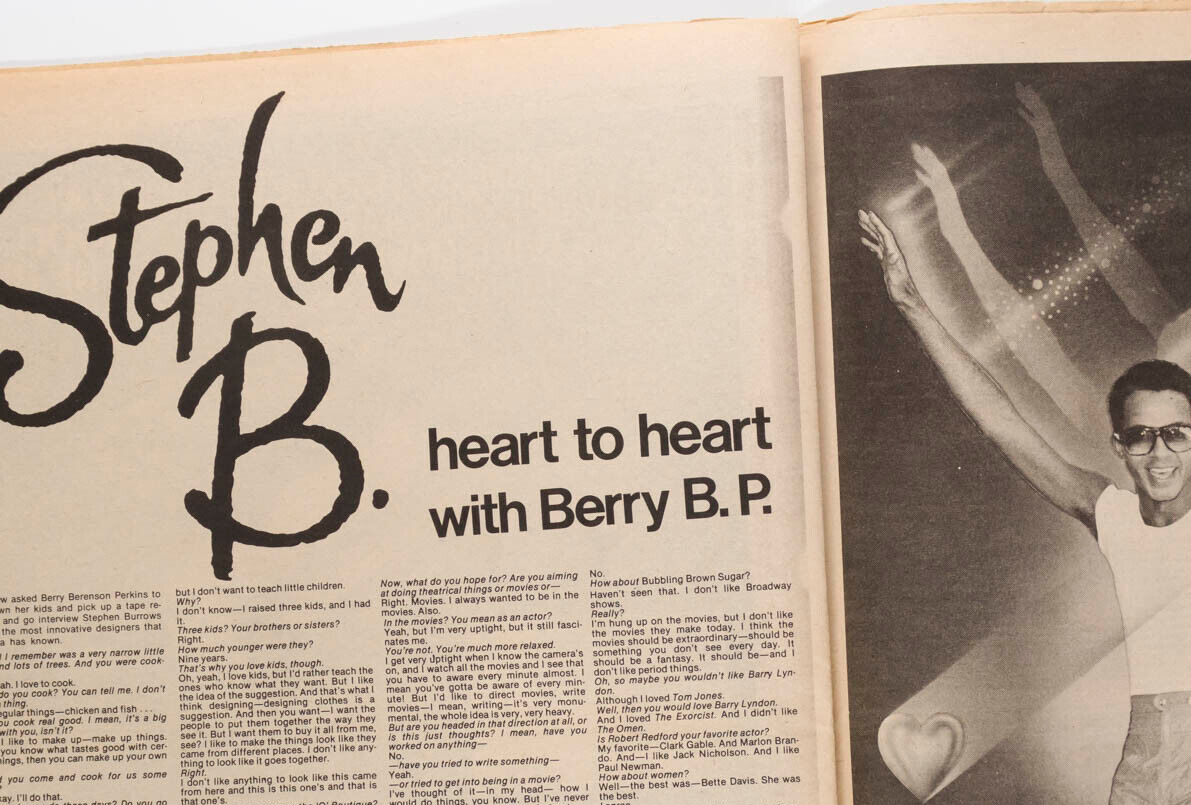 Stephen
B.
heart to heart
with Berry B. P.
asked Berry Berenson Perkins to
her kids and pick up a tape re-
and go interview Stephen Burrows
the most innovative designers that
has known.
I remember was a very narrow little
lots of trees. And you were cook-
I love to cook.
do you cook? You can tell me. I don't
thing.
things—chicken and fish . . .
cook real good. I mean, it's a big
with you, isn't it?
I like to make up—make up things.
you know what tastes good with cer-
then you can make up your own
you come and cook for us some
I'll do that.
these days? Do you go
but I don't want to teach little children.
Why?
I don't know—I raised three kids, and I had
it.
Three kids? Your brothers or sisters?
Right.
How much younger were they?
Nine years.
That's why you love kids, though.
Oh, yeah, I love kids, but I'd rather teach the
ones who know what they want. But I like
the idea of the suggestion. And that's what I
think designing—designing clothes is a
suggestion. And then you want—I want the
people to put them together the way they
see it. But I want them to buy it all from me,
see? I like to make the things look like they
came from different places. I don't like any-
thing to look like it goes together.
Right.
I don't like anything to look like this came
from here and this is this one's and that is
that one's.
Boutique?
Now, what do you hope for? Are you aiming
at doing theatrical things or movies or—
Right. Movies. I always wanted to be in the
movies. Also.
In the movies? You mean as an actor?
Yeah, but I'm very uptight, but it still fasci-
nates me.
You're not. You're much more relaxed.
I get very uptight when I know the camera's
on, and I watch all the movies and I see that
you have to aware every minute almost. I
mean you've gotta be aware of every min-
ute! But I'd like to direct movies, write
movies—I mean, writing—it's very monu-
mental, the whole idea is very, very heavy.
But are you headed in that direction at all, or
is this just thoughts? I mean, have you
worked on anything—
No.
—have you tried to write something—
Yeah.
—or tried to get into being in a movie?
I've thought of it—in my head— how I
would do things, you know. But I've never
No.
How about Bubbling Brown Sugar?
Haven't seen that. I don't like Broadway
shows.
Really?
I'm hung up on the movies, but I don't like
the movies they make today. I think the
movies should be extraordinary—should be
something you don't see every day. It
should be a fantasy. It should be—and I
don't like period things.
Oh, so maybe you wouldn't like Barry Lyn-
don.
Although I loved Tom Jones.
Well, then you would love Barry Lyndon.
And I loved The Exorcist. And I didn't like
The Omen.
Is Robert Redford your favorite actor?
My favorite—Clark Gable. And Marlon Bran-
do. And—I like Jack Nicholson. And I like
Paul Newman.
How about women?
Well—the best was—Bette Davis. She was
the best.